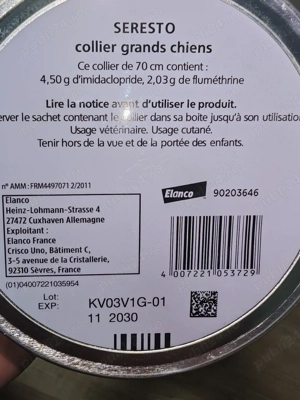 SERESTO
collier grands chiens
Ce collier de 70 cm contient :
4,50 g d'imidaclopride, 2,03 g de fluméthrine
Lire la notice avant d'utiliser le produit.
erver le sachet contenant le collier dans sa boite jusqu'à son utilisation
Usage vétérinaire. Usage cutané.
Tenir hors de la vue et de la portée des enfants.
n° AMM : FRM4497071 2/2011
Elanco
Heinz-Lohmann-Strasse 4
27472 Cuxhaven Allemagne
Exploitant :
Elanco France
Crisco Uno, Bâtiment C,
3-5 avenue de la Cristallerie,
92310 Sèvres, France
Elanco
90203646
4 007221 053729
(01)04007221035954
Lot: KV03V1G-01
EXP: 11 2030